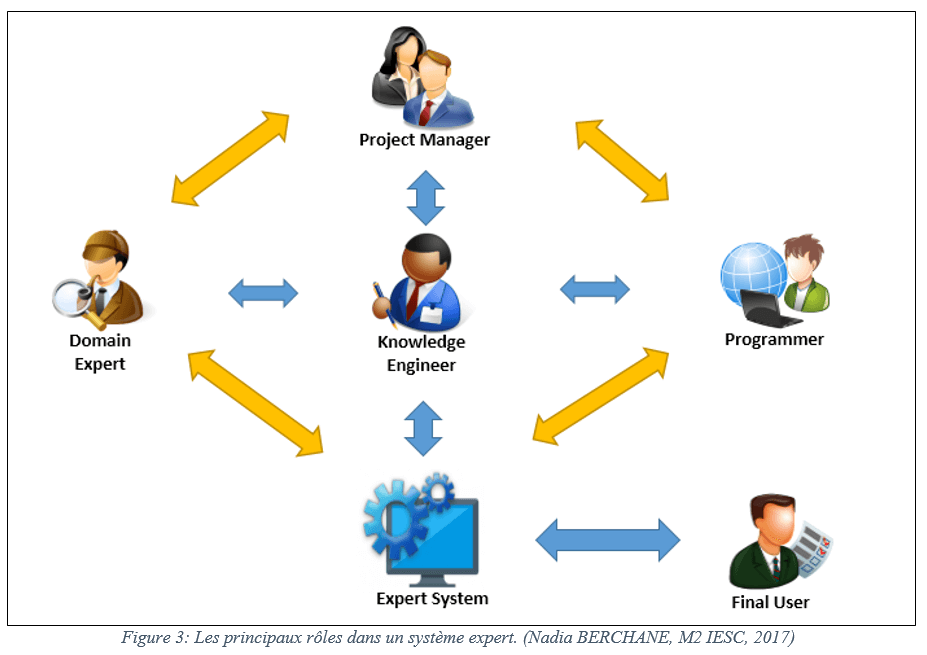 Project Manager
Domain
Expert
Knowledge
Engineer
Programmer
Expert System
Final User
Figure 3: Les principaux rôles dans un système expert. (Nadia BERCHANE, M2 IESC, 2017)